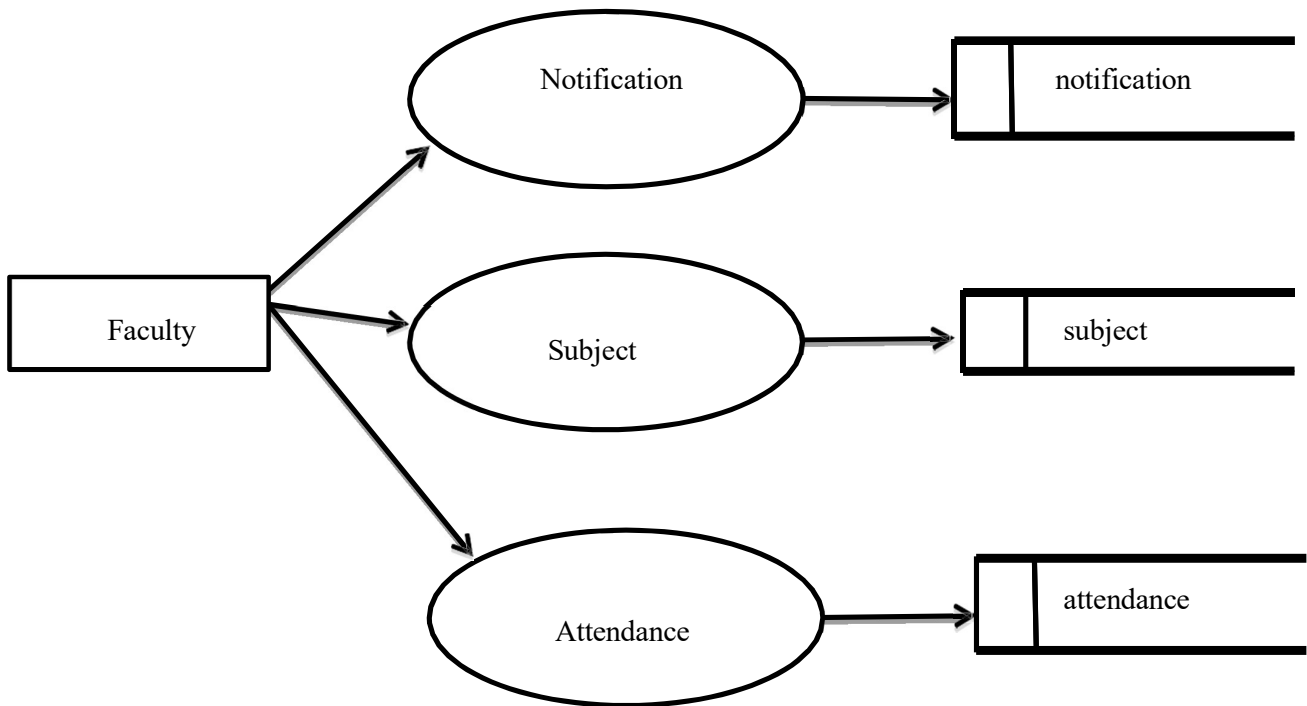 Notification
notification
Faculty
Subject
subject
Attendance
attendance